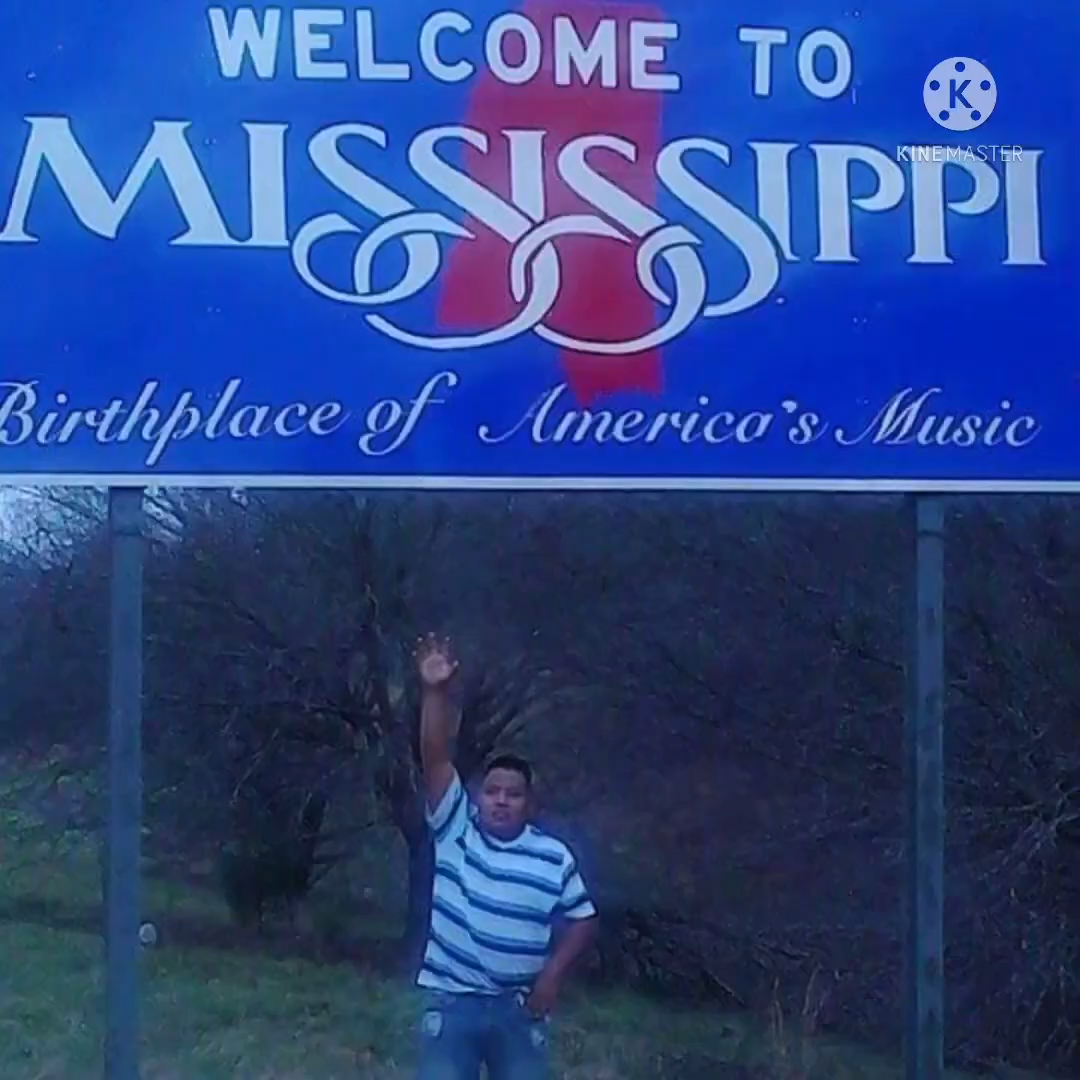 WELCOME TO
MISSISSIPPI
Birthplace of America's Music
K
KINEMASTER